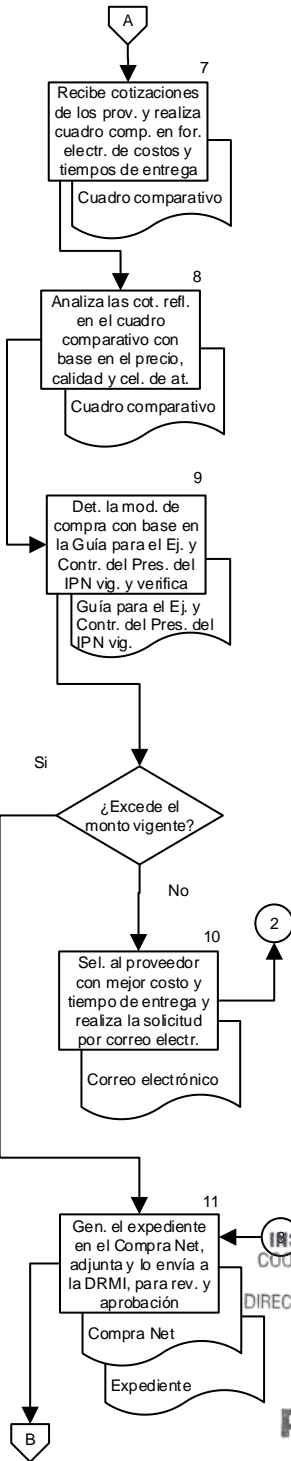 A
7
Recibe cotizaciones
de los prov. y realiza
cuadro comp. en for.
electr. de costos y
tiempos de entrega
Cuadro comparativo
8
Analiza las cot. refl.
en el cuadro
comparativo con
base en el precio,
calidad y cel. de at.
Cuadro comparativo
9
Det. la mod. de
compra con base en
la Guía para el Ej. y
Contr. del Pres. del
IPN vig. y verifica
Guía para el Ej. y
Contr. del Pres. del
IPN vig.
Si
¿Excede el
monto vigente?
No
2
10
Sel. al proveedor
con mejor costo y
tiempo de entrega y
realiza la solicitud
por correo electr.
Correo electrónico
11
Gen. el expediente
en el Compra Net,
adjunta y lo envía a
la DRMI, para rev. y
aprobación
Compra Net
Expediente
DIREC
B